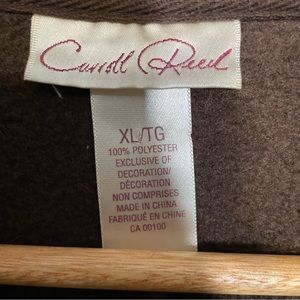 Carroll Reed
XL/TG
100% POLYESTER
EXCLUSIVE OF
DECORATION/
DÉCORATION
NON COMPRISES
MADE IN CHINA
FABRIQUÉ EN CHINE
CA 00100